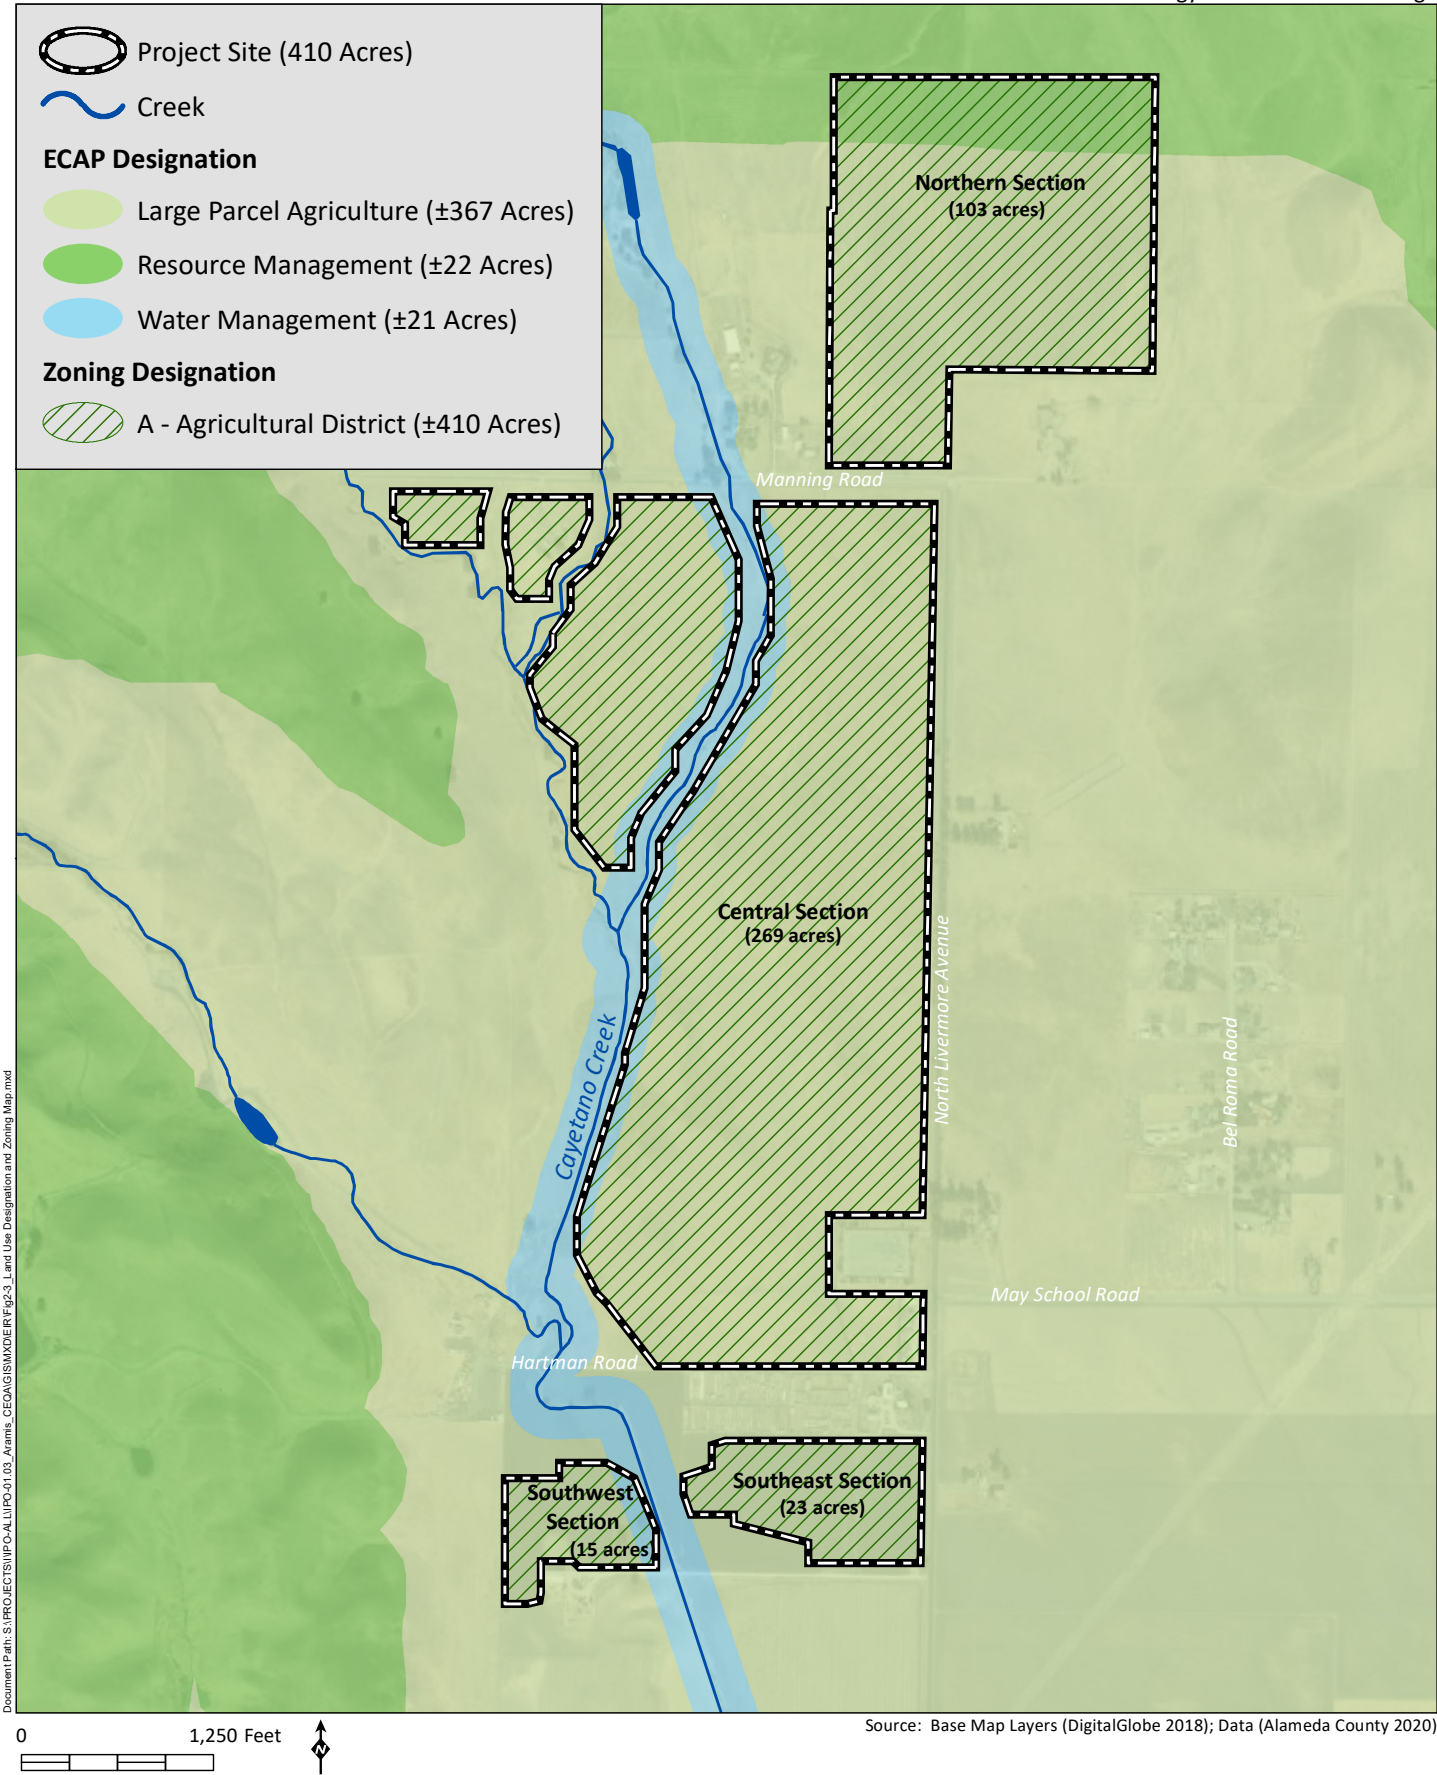 Project Site (410 Acres)
Creek
ECAP Designation
Large Parcel Agriculture (±367 Acres)
Resource Management (±22 Acres)
Water Management (±21 Acres)
Zoning Designation
A - Agricultural District (±410 Acres)
Northern Section
(103 acres)
Manning Road
Central Section
(269 acres)
North Livermore Avenue
Cayetano Creek
Bel Roma Road
May School Road
Hartman Road
Southwest
Section
(15 acres)
Southeast Section
(23 acres)
0 1,250 Feet
N
Source: Base Map Layers (DigitalGlobe 2018); Data (Alameda County 2020)